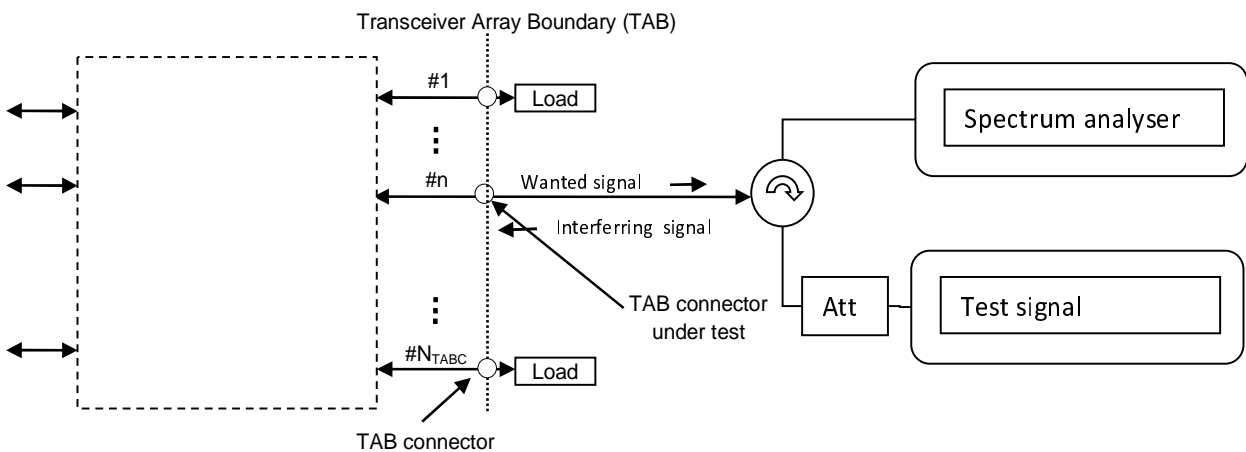 Transceiver Array Boundary (TAB)
#1
Load
Spectrum analyser
#n
Wanted signal
Interferring signal
TAB connector
under test
Att
Test signal
#NTABC
Load
TAB connector